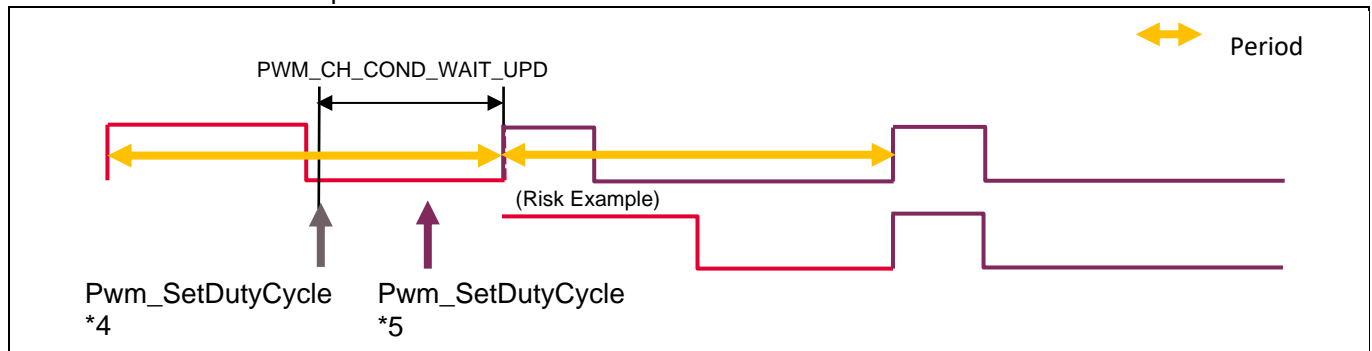 Period
PWM_CH_COND_WAIT_UPD
(Risk Example)
Pwm_SetDutyCycle
*4
Pwm_SetDutyCycle
*5